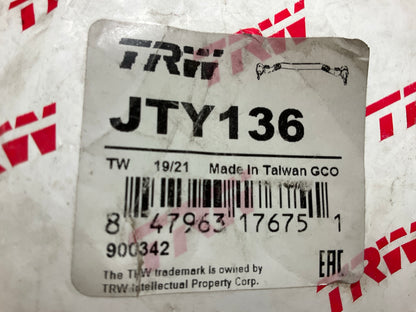 TRW
JTY136
TW 19/21 Made In Taiwan GCO
8 47963 17675 1
900342
The TRW trademark is owned by
TRW Intellectual Property Corp.
EAC
TRW
TRW
TRW